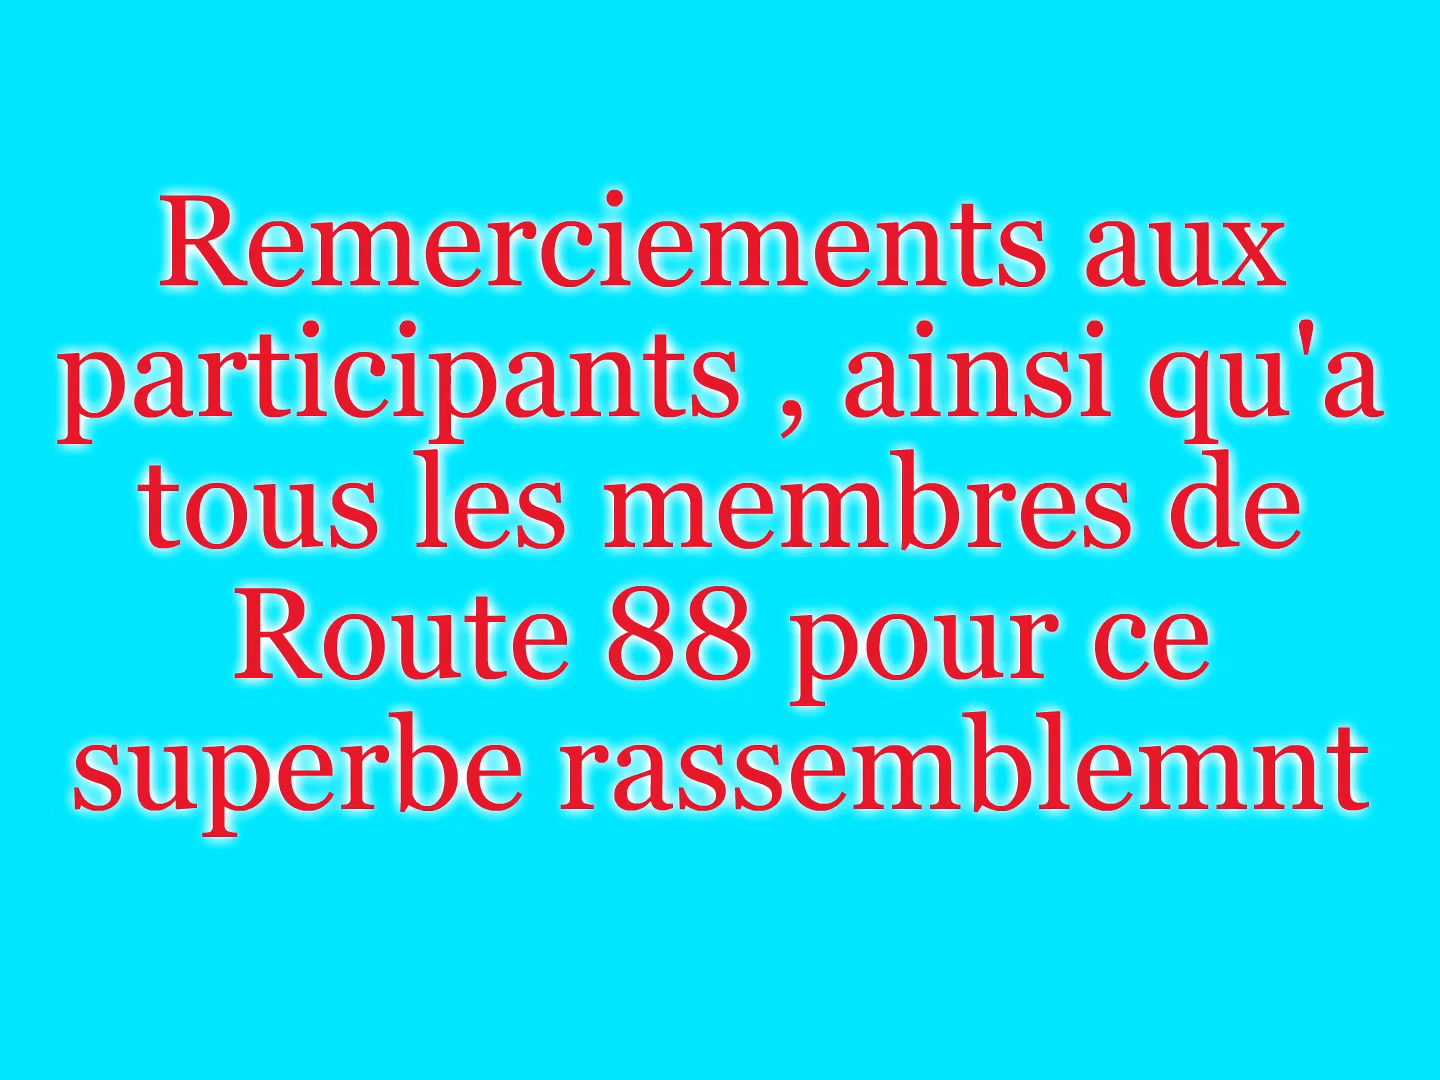 Remerciements aux
participants , ainsi qu'a
tous les membres de
Route 88 pour ce
superbe rassemblemnt